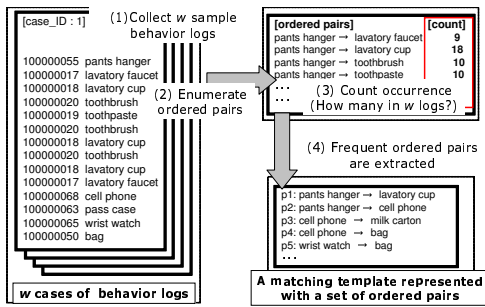 [case_ID : 1]
(1)Collect w sample
behavior logs
100000055 pants hanger
100000017 lavatory faucet
100000018 lavatory cup
100000020 toothbrush
100000019 toothpaste
100000020 toothbrush
100000018 lavatory cup
100000020 toothbrush
100000018 lavatory cup
100000017 lavatory faucet
100000068 cell phone
100000063 pass case
100000065 wrist watch
100000050 bag
w cases of behavior logs
(2) Enumerate
ordered pairs
[ordered pairs] [count]
pants hanger → lavatory faucet 9
pants hanger → lavatory cup 18
pants hanger → toothbrush 10
pants hanger → toothpaste 10
...
...
(3) Count occurrence
(How many in w logs?)
(4) Frequent ordered pairs
are extracted
p1: pants hanger → lavatory cup
p2: pants hanger → cell phone
p3: cell phone → milk carton
p4: cell phone → bag
p5: wrist watch → bag
...
A matching template represented
with a set of ordered pairs